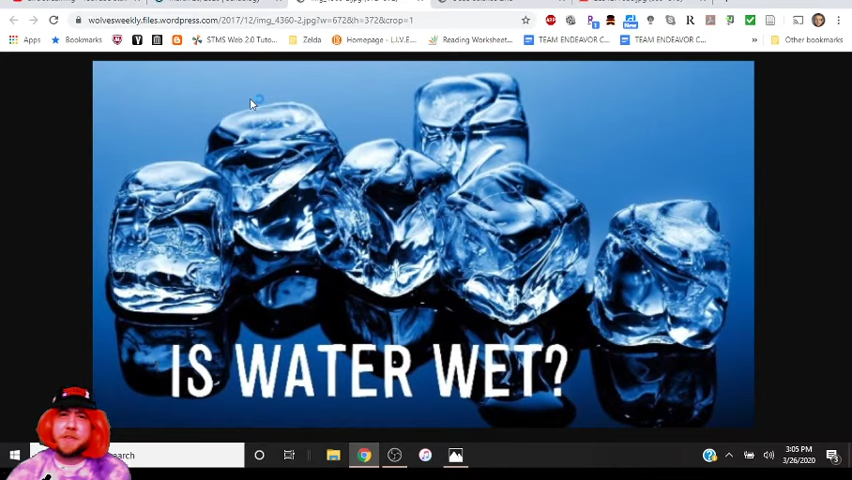 wolvesweekly.files.wordpress.com/2017/12/img_4360-2.jpg?w=672&h=372&crop=1
Apps Bookmarks STMS Web 2.0 Tuto... Zelda Homepage - L.I.V.E.... Reading Worksheet... TEAM ENDEAVOR C... TEAM ENDEAVOR C... » Other bookmarks
IS WATER WET?
search
3:05 PM
3/26/2020